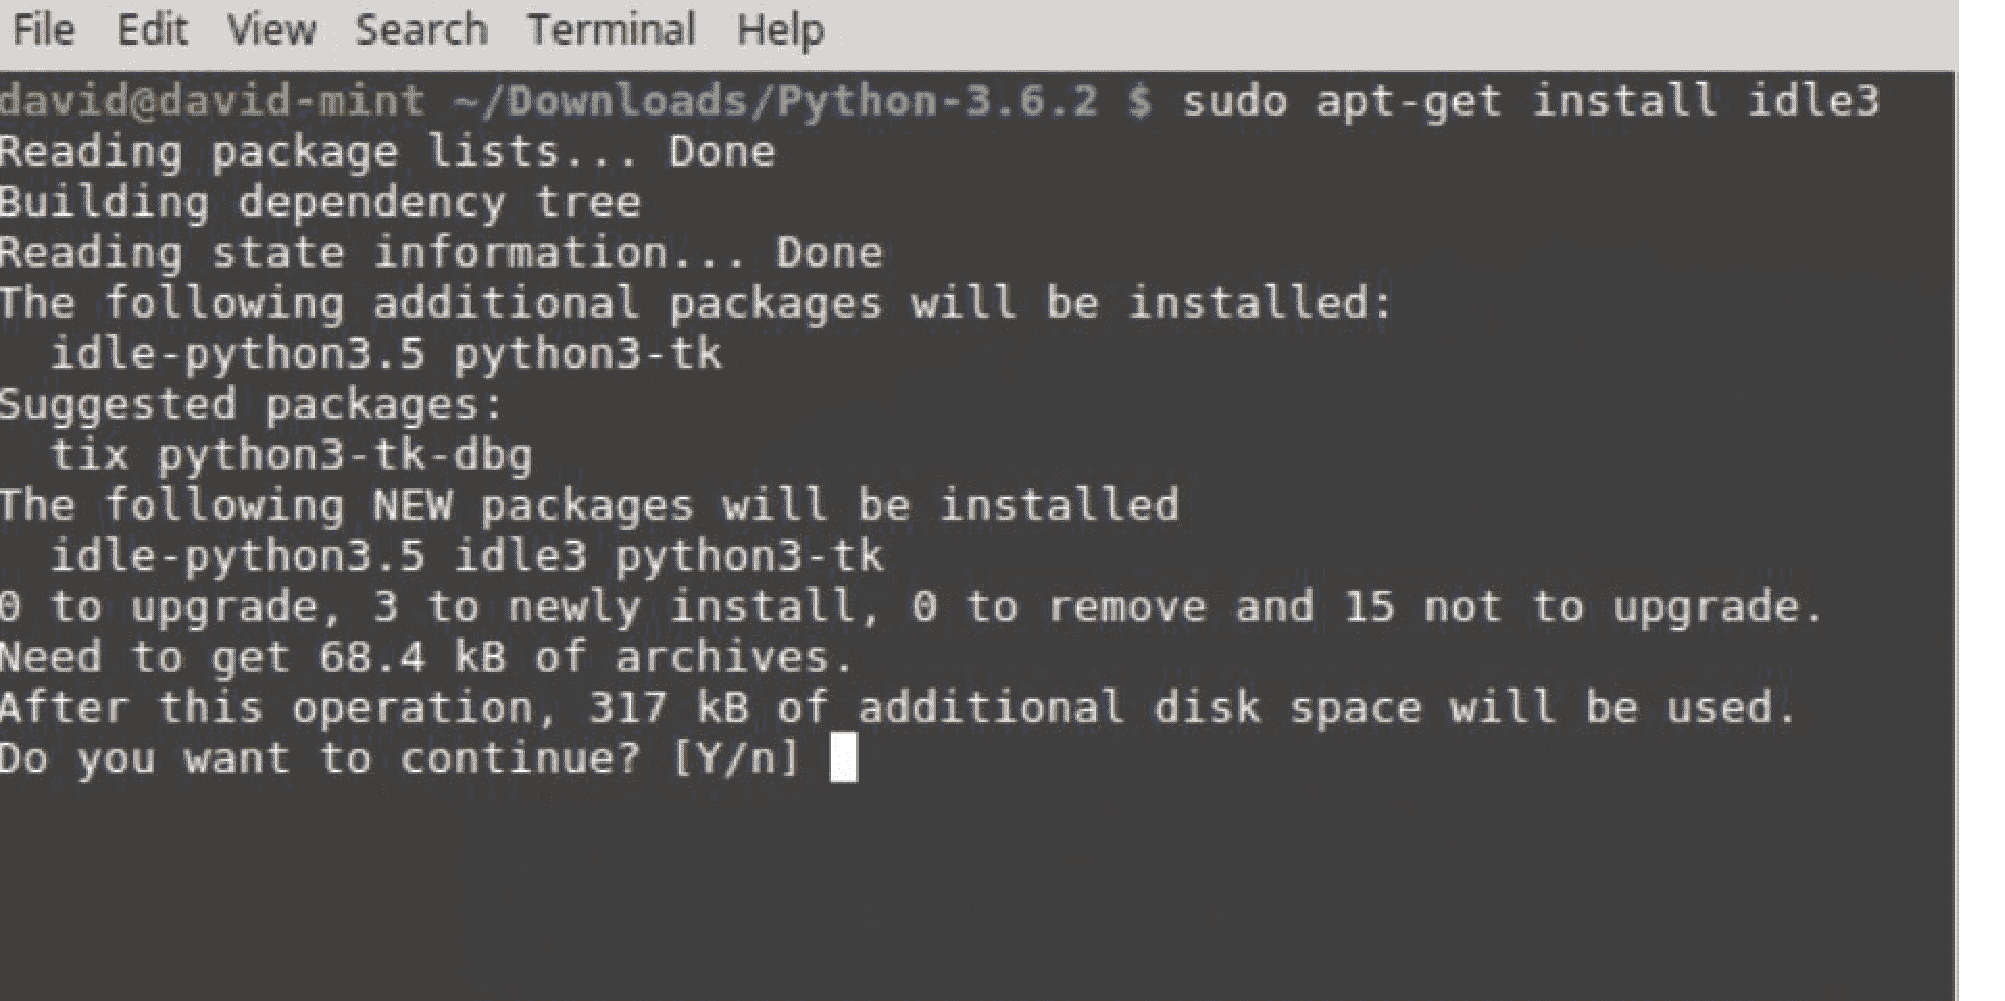 File Edit View Search Terminal Help
david@david-mint ~/Downloads/Python-3.6.2 $ sudo apt-get install idle3
Reading package lists... Done
Building dependency tree
Reading state information... Done
The following additional packages will be installed:
  idle-python3.5 python3-tk
Suggested packages:
  tix python3-tk-dbg
The following NEW packages will be installed
  idle-python3.5 idle3 python3-tk
0 to upgrade, 3 to newly install, 0 to remove and 15 not to upgrade.
Need to get 68.4 kB of archives.
After this operation, 317 kB of additional disk space will be used.
Do you want to continue? [Y/n]